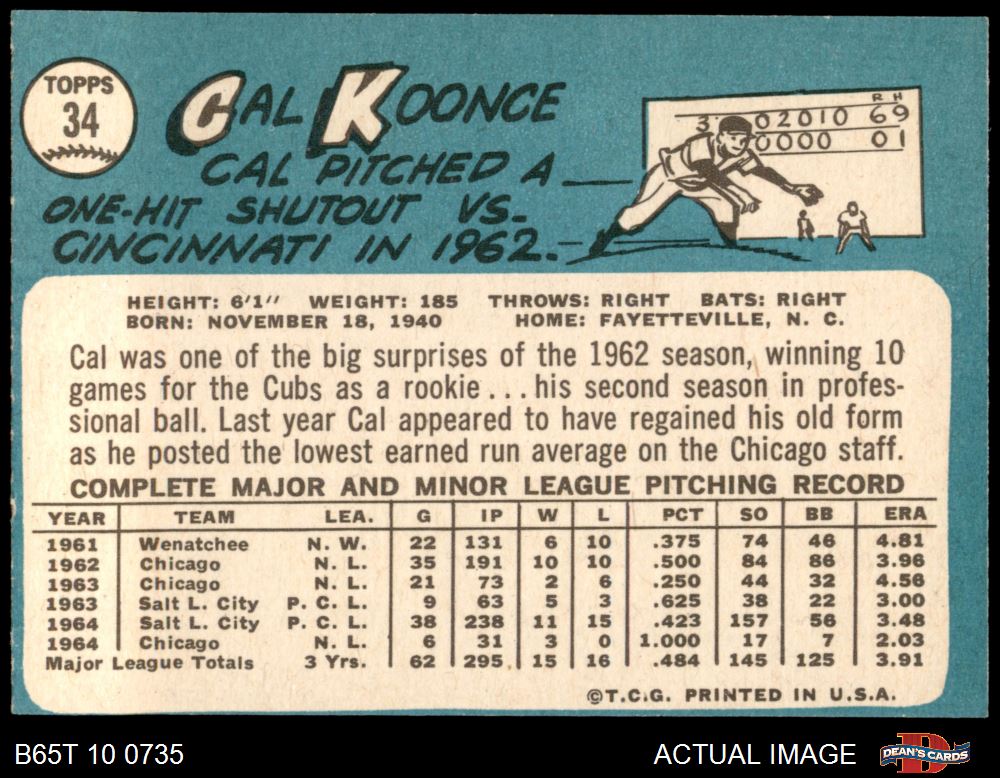 TOPPS
34
CAL KOONCE
CAL PITCHED A
ONE-HIT SHUTOUT VS.
CINCINNATI IN 1962.
R H
3 02010 69
0000 01
HEIGHT: 6'1" WEIGHT: 185 THROWS: RIGHT BATS: RIGHT
BORN: NOVEMBER 18, 1940 HOME: FAYETTEVILLE, N. C.
Cal was one of the big surprises of the 1962 season, winning 10
games for the Cubs as a rookie...his second season in profes-
sional ball. Last year Cal appeared to have regained his old form
as he posted the lowest earned run average on the Chicago staff.
COMPLETE MAJOR AND MINOR LEAGUE PITCHING RECORD
YEAR TEAM LEA. G IP W L PCT SO BB ERA
1961 Wenatchee N. W. 22 131 6 10 .375 74 46 4.81
1962 Chicago N. L. 35 191 10 10 .500 84 86 3.96
1963 Chicago N. L. 21 73 2 6 .250 44 32 4.56
1963 Salt L. City P. C. L. 9 63 5 3 .625 38 22 3.00
1964 Salt L. City P. C. L. 38 238 11 15 .423 157 56 3.48
1964 Chicago N. L. 6 31 3 0 1.000 17 7 2.03
Major League Totals 3 Yrs. 62 295 15 16 .484 145 125 3.91
©T.C.G. PRINTED IN U.S.A.
B65T 10 0735 ACTUAL IMAGE DEAN'S CARDS